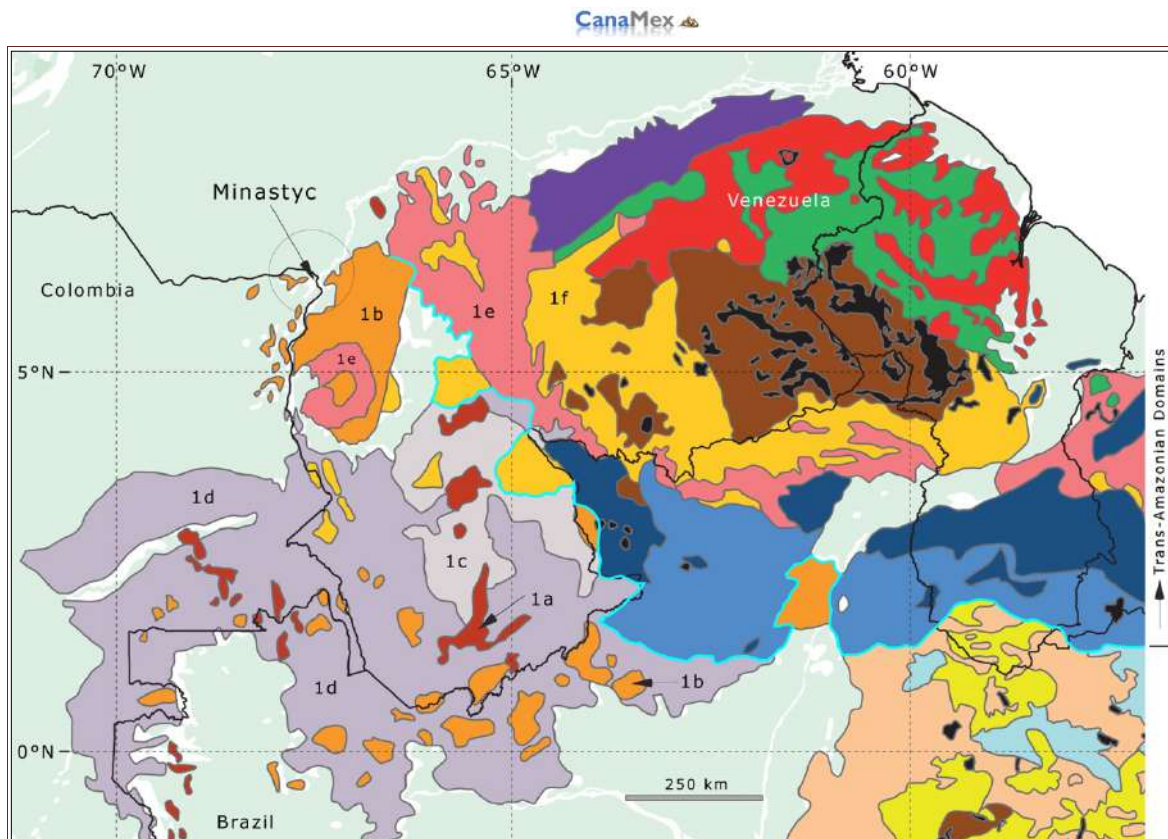 CanaMex
70°W 65°W 60°W
Minastyc
Venezuela
Colombia
1b 1e 1f
1e
5°N
1d
1c
1a
1d 1b
0°N
250 km
Brazil
Trans-Amazonian Domains